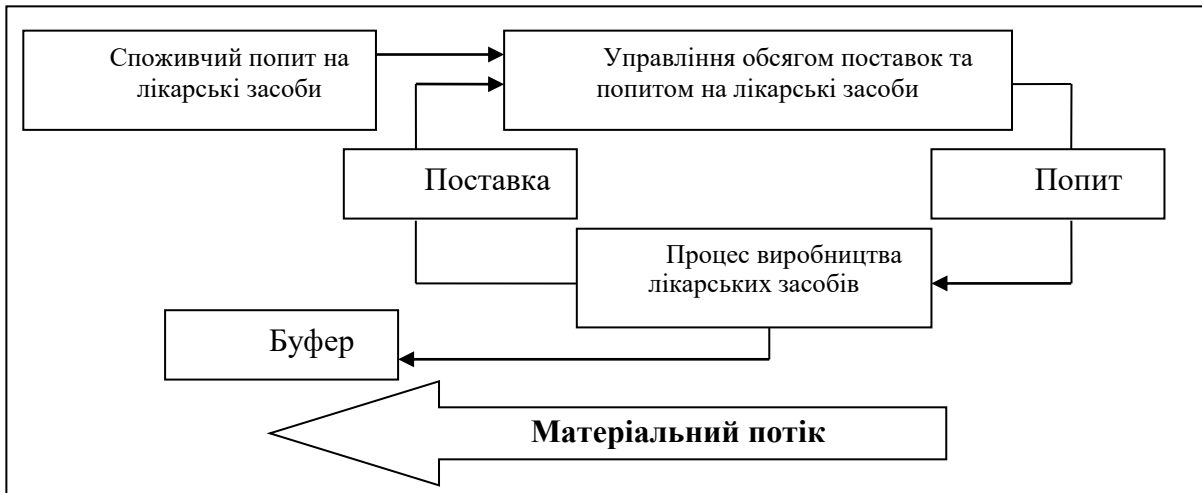 Споживчий попит на
лікарські засоби
Управління обсягом поставок та
попитом на лікарські засоби
Поставка
Попит
Процес виробництва
лікарських засобів
Буфер
Матеріальний потік